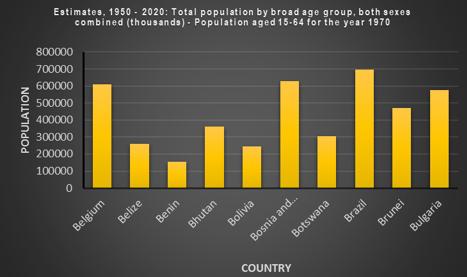 Estimates, 1950 - 2020: Total population by broad age group, both sexes
combined (thousands) - Population aged 15-64 for the year 1970
800000
700000
600000
500000
400000
300000
200000
100000
0
POPULATION
Belgium
Belize
Benin
Bhutan
Bolivia
Bosnia and...
Botswana
Brazil
Brunei
Bulgaria
COUNTRY